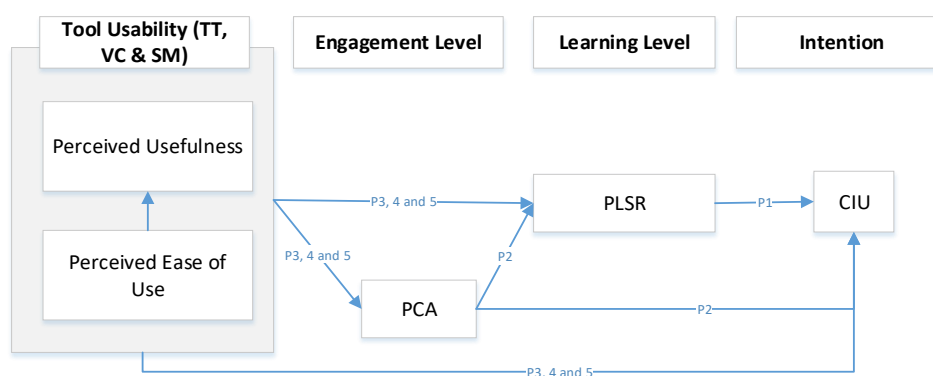 Tool Usability (TT,
VC & SM)
Engagement Level
Learning Level
Intention
Perceived Usefulness
Perceived Ease of
Use
P3, 4 and 5
P3, 4 and 5
PCA
P2
PLSR
P1
CIU
P2
P3, 4 and 5